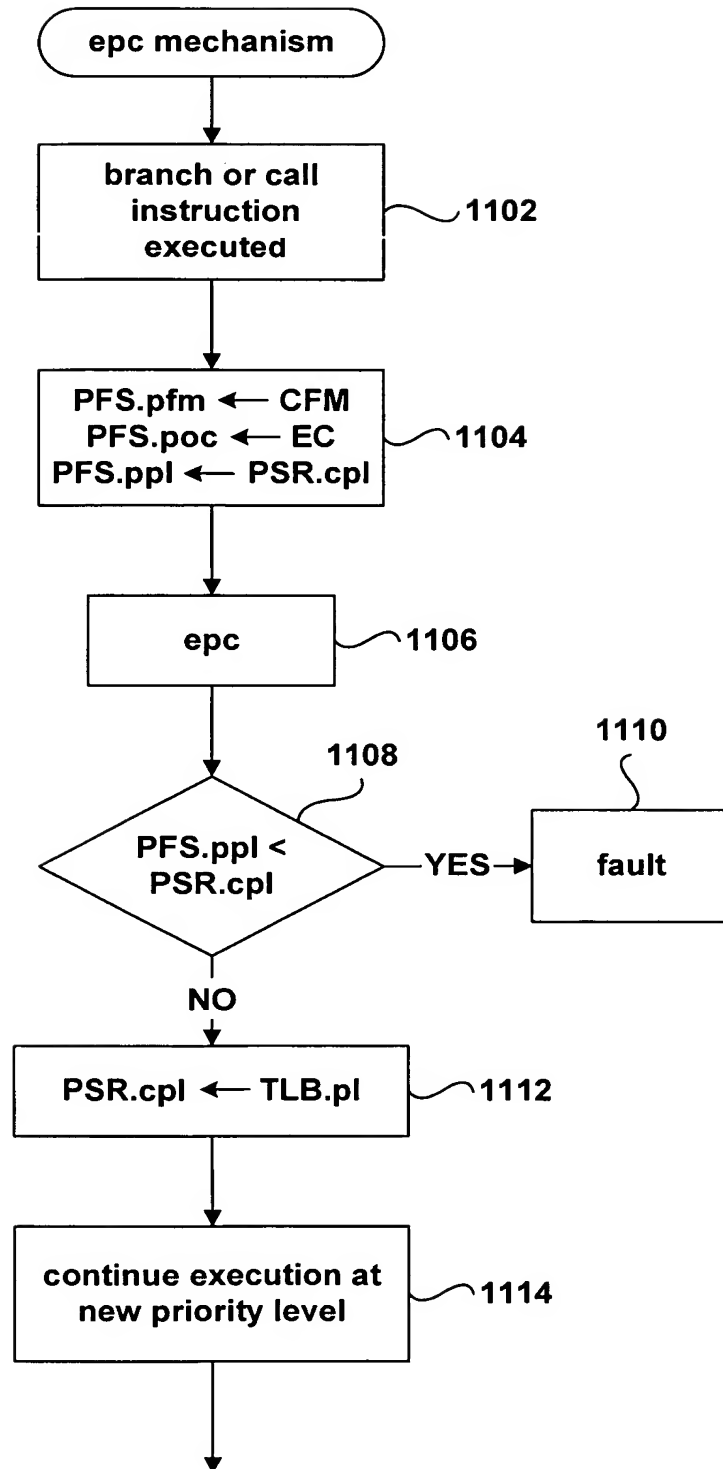 epc mechanism
branch or call
instruction
executed
1102
PFS.pfm ← CFM
PFS.poc ← EC
PFS.ppl ← PSR.cpl
1104
epc
1106
1108
1110
PFS.ppl <
PSR.cpl
YES
fault
NO
PSR.cpl ← TLB.pl
1112
continue execution at
new priority level
1114